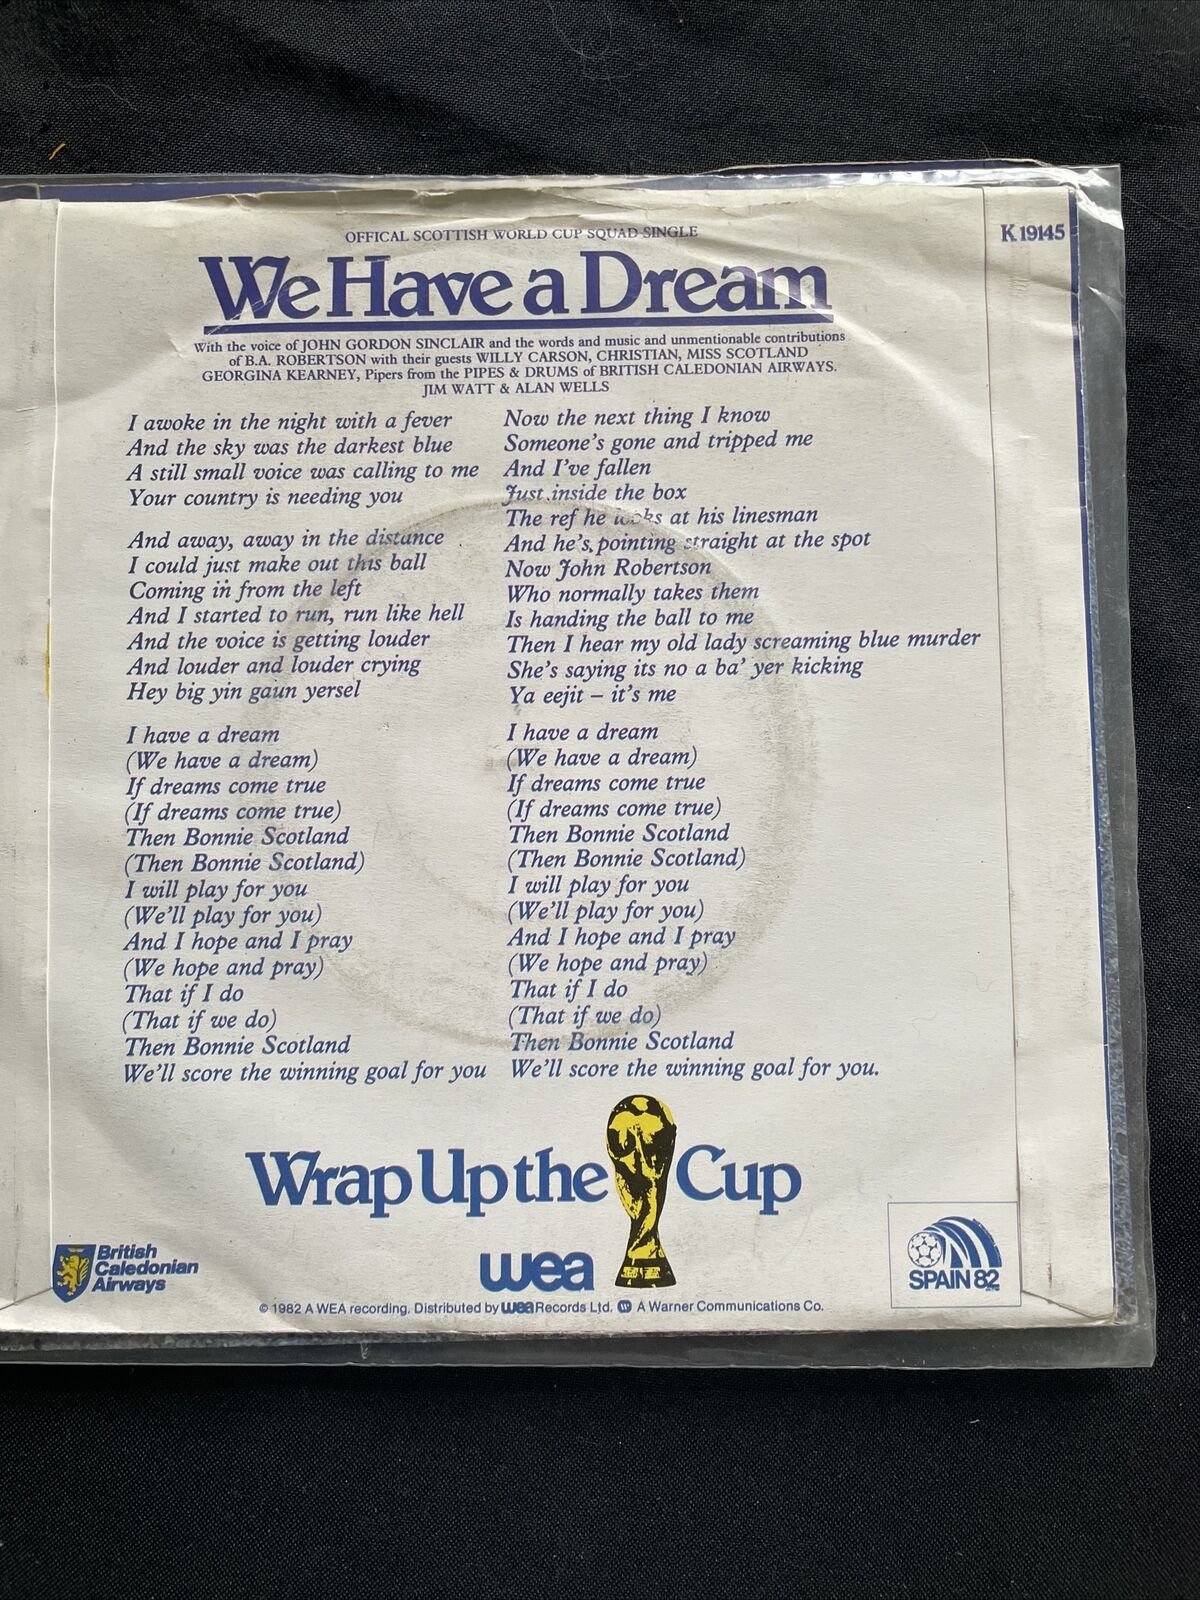 OFFICAL SCOTTISH WORLD CUP SQUAD SINGLE
K 19145
We Have a Dream
With the voice of JOHN GORDON SINCLAIR and the words and music and unmentionable contributions
of B.A. ROBERTSON with their guests WILLY CARSON, CHRISTIAN, MISS SCOTLAND
GEORGINA KEARNEY, Pipers from the PIPES & DRUMS of BRITISH CALEDONIAN AIRWAYS.
JIM WATT & ALAN WELLS
I awoke in the night with a fever
And the sky was the darkest blue
A still small voice was calling to me
Your country is needing you
And away, away in the distance
I could just make out this ball
Coming in from the left
And I started to run, run like hell
And the voice is getting louder
And louder and louder crying
Hey big yin gaun yersel
I have a dream
(We have a dream)
If dreams come true
(If dreams come true)
Then Bonnie Scotland
(Then Bonnie Scotland)
I will play for you
(We'll play for you)
And I hope and I pray
(We hope and pray)
That if I do
(That if we do)
Then Bonnie Scotland
We'll score the winning goal for you
Now the next thing I know
Someone's gone and tripped me
And I've fallen
Just inside the box
The ref he looks at his linesman
And he's pointing straight at the spot
Now John Robertson
Who normally takes them
Is handing the ball to me
Then I hear my old lady screaming blue murder
She's saying its no a ba' yer kicking
Ya eejit – it's me
I have a dream
(We have a dream)
If dreams come true
(If dreams come true)
Then Bonnie Scotland
(Then Bonnie Scotland)
I will play for you
(We'll play for you)
And I hope and I pray
(We hope and pray)
That if I do
(That if we do)
Then Bonnie Scotland
We'll score the winning goal for you.
Wrap Up the Cup
British
Caledonian
Airways
wea
SPAIN 82
© 1982 A WEA recording. Distributed by wea Records Ltd. W A Warner Communications Co.